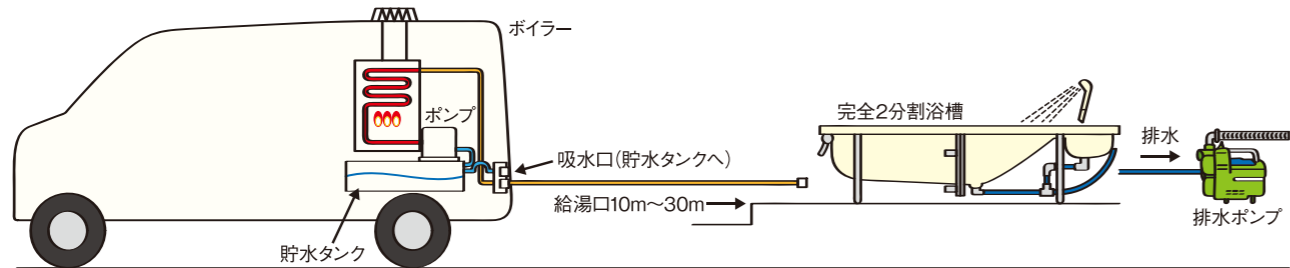 ボイラー
ポンプ
完全2分割浴槽
排水
吸水口(貯水タンクへ)
給湯口10m〜30m
排水ポンプ
貯水タンク